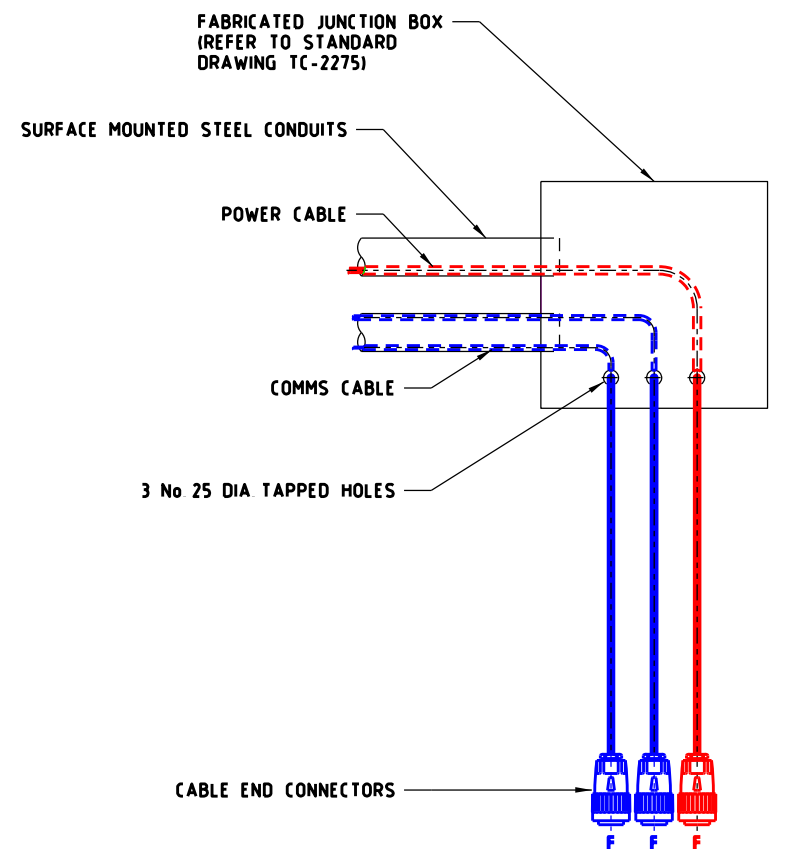 FABRICATED JUNCTION BOX
(REFER TO STANDARD
DRAWING TC-2275)
SURFACE MOUNTED STEEL CONDUITS
POWER CABLE
COMMS CABLE
3 No. 25 DIA. TAPPED HOLES
CABLE END CONNECTORS
F F F